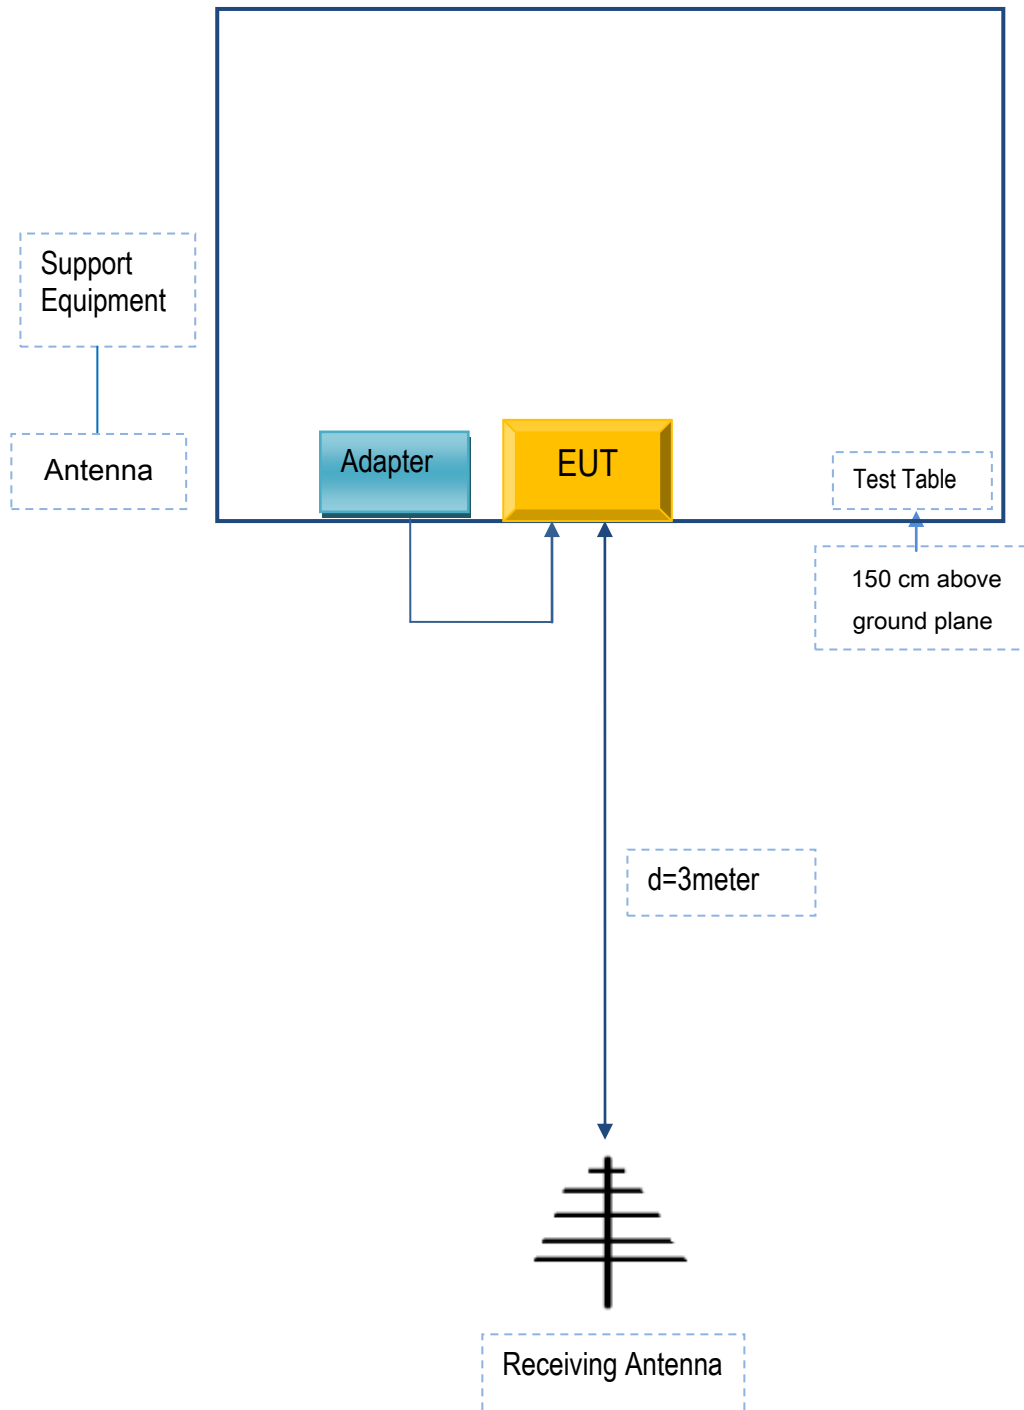 Support
Equipment
Antenna
Adapter
EUT
Test Table
150 cm above
ground plane
d=3meter
Receiving Antenna